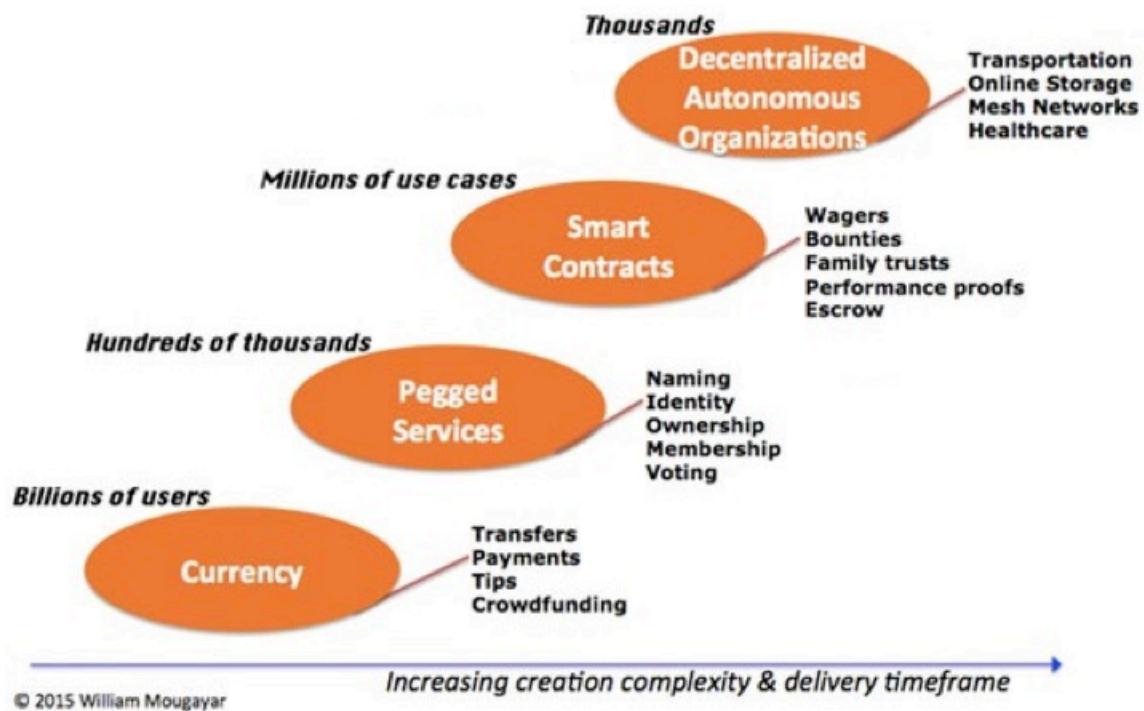 Thousands
Decentralized
Autonomous
Organizations
Transportation
Online Storage
Mesh Networks
Healthcare
Millions of use cases
Smart
Contracts
Wagers
Bounties
Family trusts
Performance proofs
Escrow
Hundreds of thousands
Pegged
Services
Naming
Identity
Ownership
Membership
Voting
Billions of users
Currency
Transfers
Payments
Tips
Crowdfunding
Increasing creation complexity & delivery timeframe
© 2015 William Mougayar